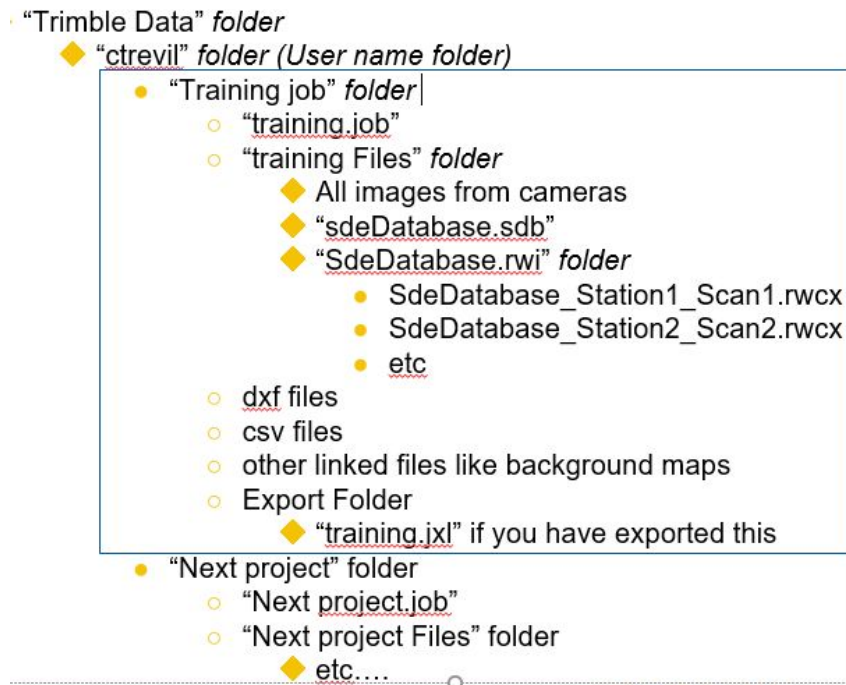 “Trimble Data” folder
“ctrevil” folder (User name folder)
“Training job” folder
“training.job”
“training Files” folder
All images from cameras
“sdeDatabase.sdb”
“SdeDatabase.rwi” folder
SdeDatabase_Station1_Scan1.rwcx
SdeDatabase_Station2_Scan2.rwcx
etc
dxf files
csv files
other linked files like background maps
Export Folder
“training.jxl” if you have exported this
“Next project” folder
“Next project.job”
“Next project Files” folder
etc....